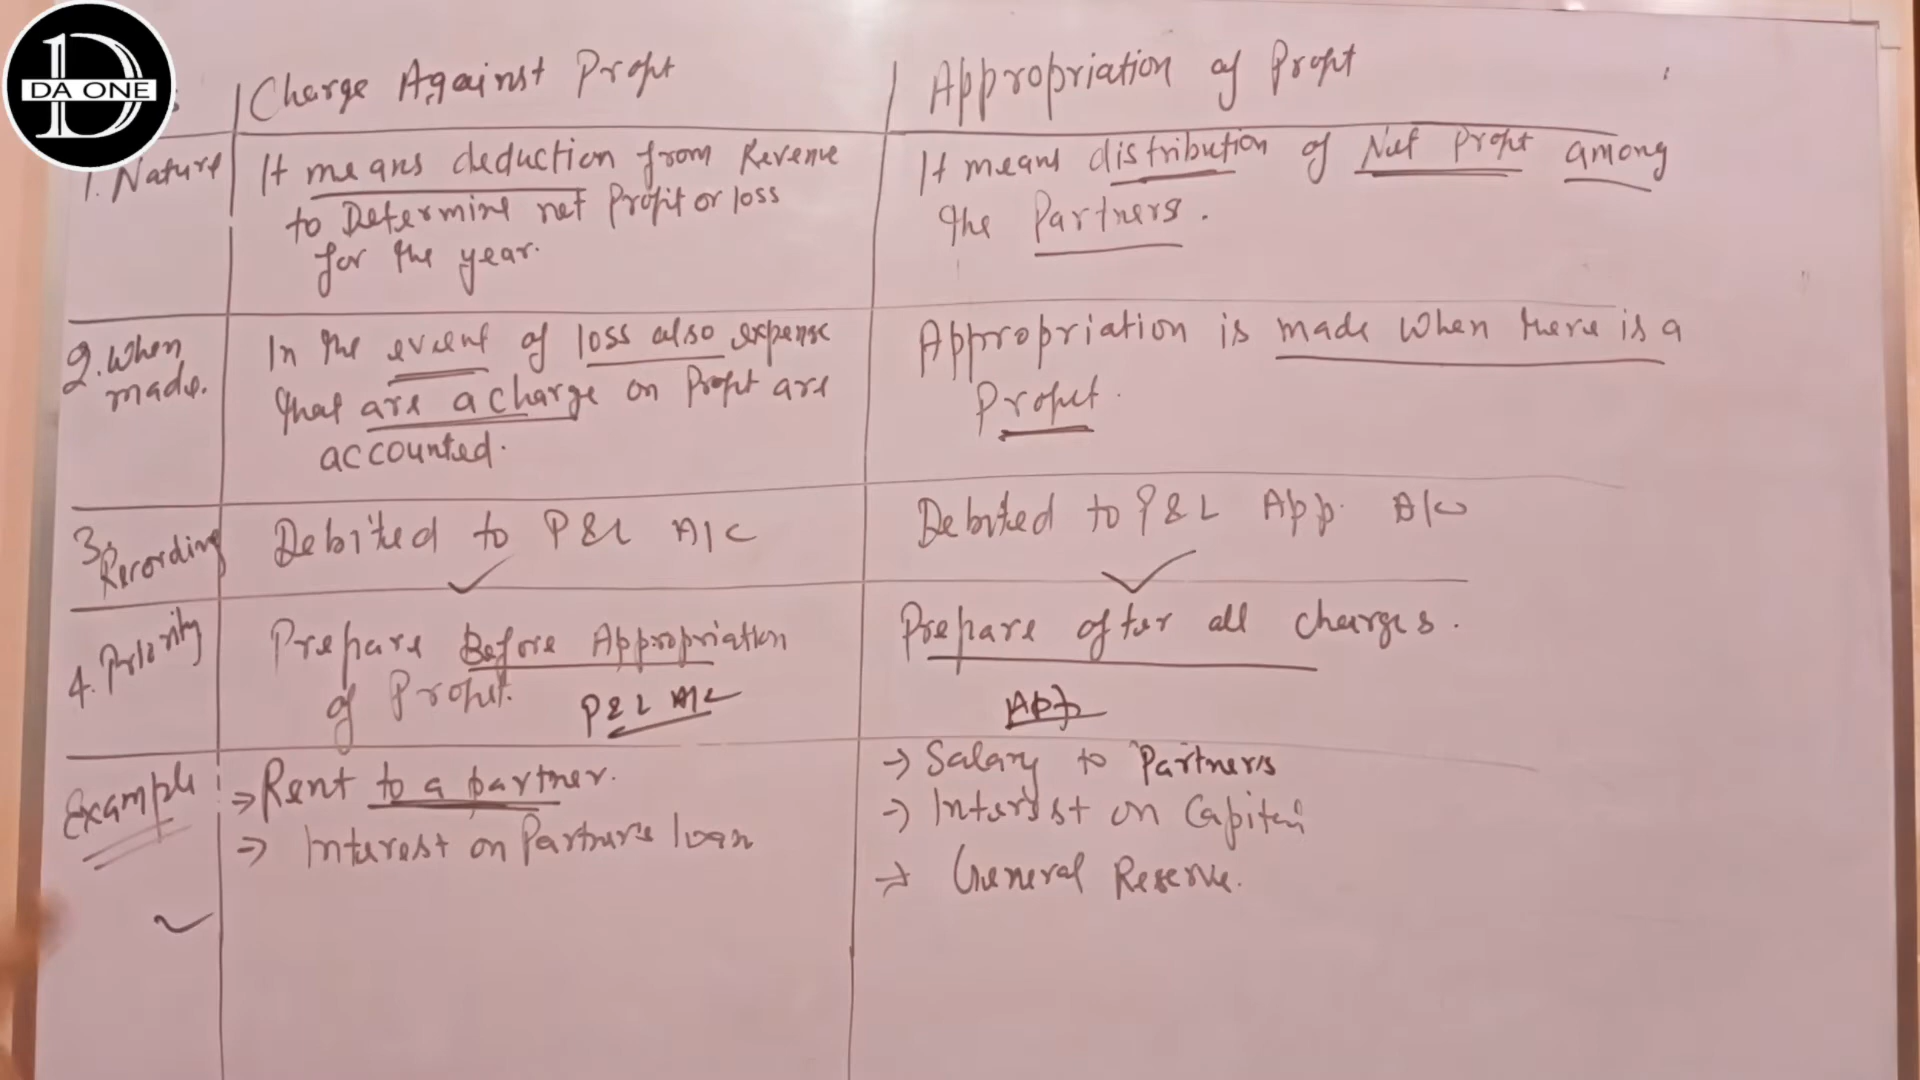 DA ONE
Charge Against Profit
Appropriation of Profit
1. Nature
It means deduction from Revenue
to Determine net Profit or loss
for the year.
It means distribution of Net Profit among
the Partners.
2. When
made.
In the event of loss also expense
that are a charge on Profit are
accounted.
Appropriation is made when there is a
Profit.
3. Recording
Debited to P&L A/C
Debited to P&L App. A/C
4. Priority
Prepare Before Appropriation
of Profit. P&L A/C
Prepare after all charges.
App
Example
→ Rent to a partner.
→ Interest on Partner's loan
→ Salary to Partners
→ Interest on Capital
→ General Reserve.